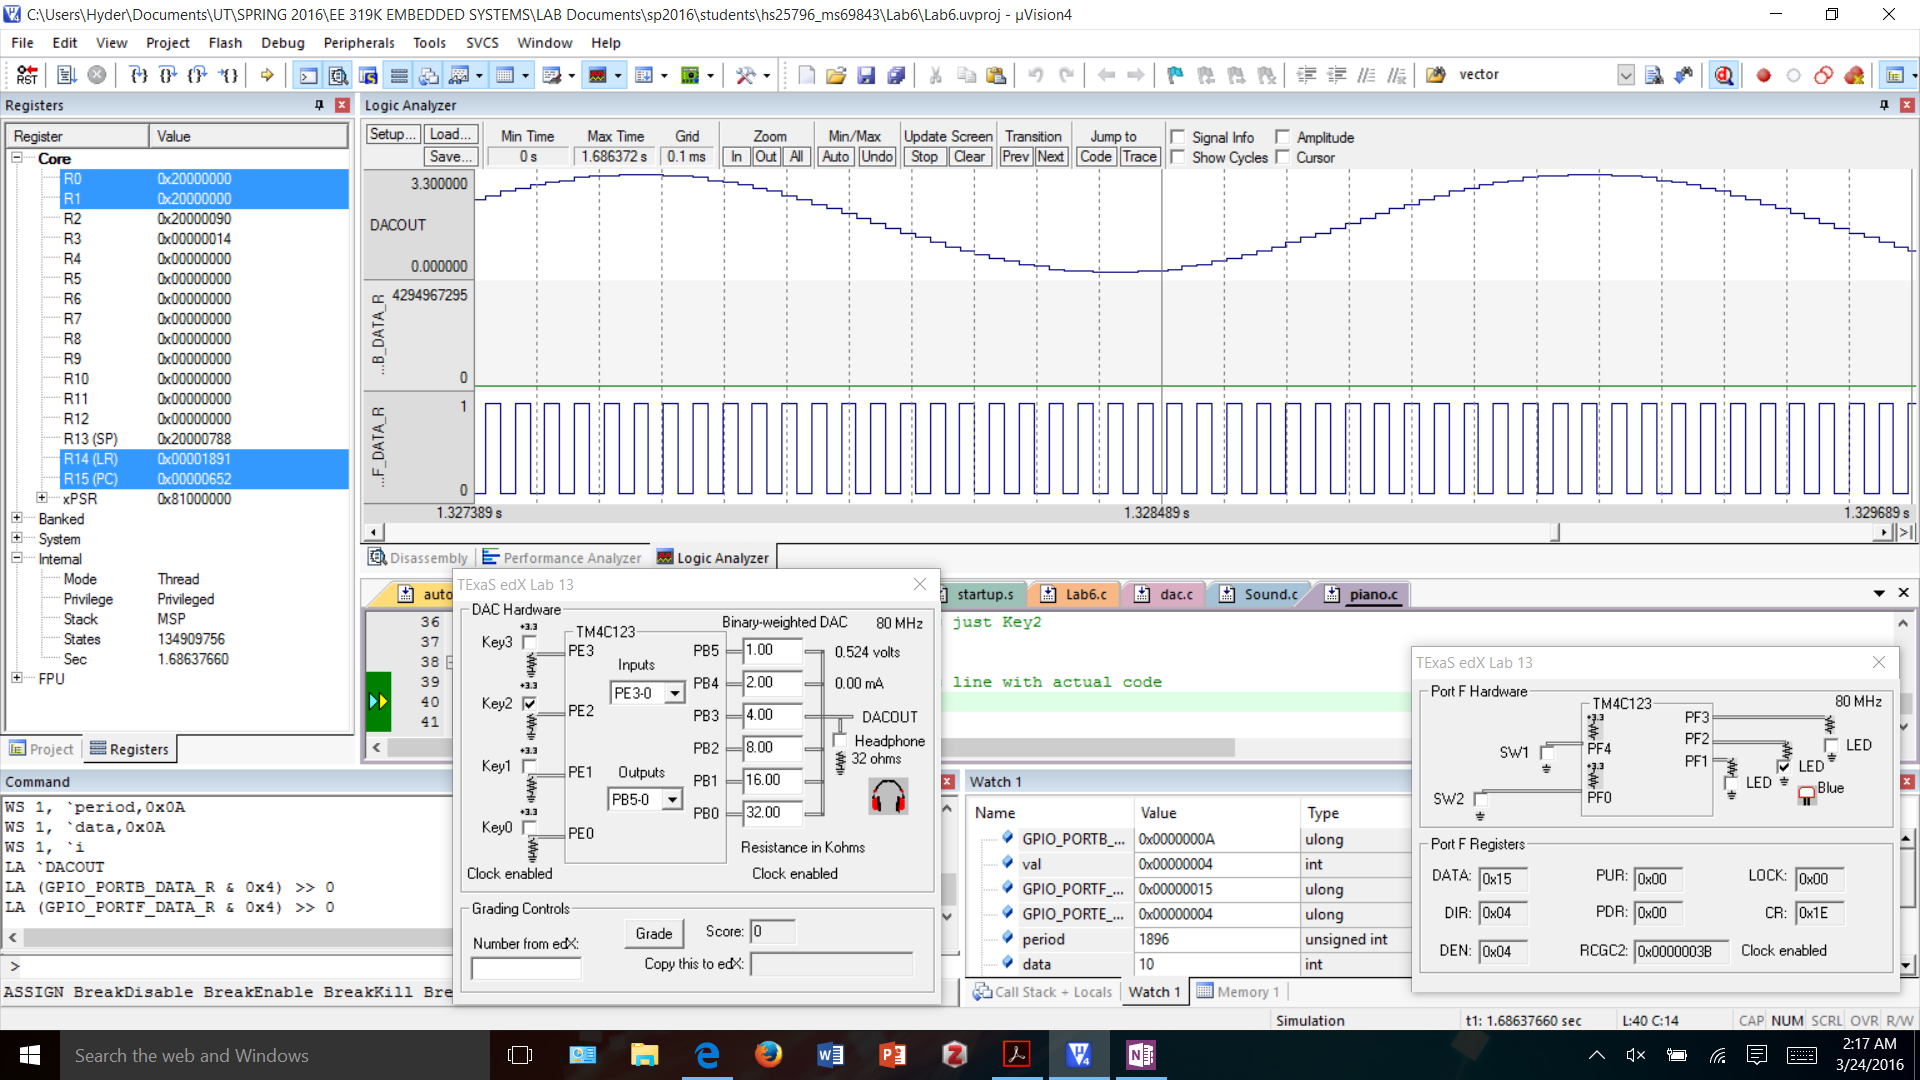 C:\Users\Hyder\Documents\UT\SPRING 2016\EE 319K EMBEDDED SYSTEMS\LAB Documents\sp2016\students\hs25796_ms69843\Lab6\Lab6.uvproj - µVision4
File Edit View Project Flash Debug Peripherals Tools SVCS Window Help
RST
vector
Registers
Register Value
Core
R0 0x20000000
R1 0x20000000
R2 0x20000090
R3 0x00000014
R4 0x00000000
R5 0x00000000
R6 0x00000000
R7 0x00000000
R8 0x00000000
R9 0x00000000
R10 0x00000000
R11 0x00000000
R12 0x00000000
R13 (SP) 0x20000788
R14 (LR) 0x00001891
R15 (PC) 0x00000652
xPSR 0x81000000
Banked
System
Internal
Mode Thread
Privilege Privileged
Stack MSP
States 134909756
Sec 1.68637660
FPU
Project Registers
Logic Analyzer
Setup... Load... Min Time Max Time Grid Zoom Min/Max Update Screen Transition Jump to Signal Info Amplitude
Save... 0 s 1.686372 s 0.1 ms In Out All Auto Undo Stop Clear Prev Next Code Trace Show Cycles Cursor
3.300000
DACOUT
0.000000
4294967295
...B_DATA_R
0
1
...F_DATA_R
0
1.327389 s 1.328489 s 1.329689 s
Disassembly Performance Analyzer Logic Analyzer
auto startup.s Lab6.c dac.c Sound.c piano.c
36 just Key2
37
38
39 line with actual code
40
41
TExaS edX Lab 13
DAC Hardware
+3.3
Key3
TM4C123
PE3
Binary-weighted DAC 80 MHz
PB5 1.00 0.524 volts
Inputs
PE3-0
PB4 2.00 0.00 mA
+3.3
Key2 PE2
PB3 4.00 DACOUT
Headphone
32 ohms
PB2 8.00
+3.3
Key1 PE1
Outputs
PB5-0
PB1 16.00
+3.3
Key0 PE0
PB0 32.00
Resistance in Kohms
Clock enabled Clock enabled
Grading Controls
Number from edX:
Grade Score: 0
Copy this to edX:
TExaS edX Lab 13
Port F Hardware
80 MHz
TM4C123
+3.3
PF3
PF2
PF1
PF4
SW1
LED
LED
LED
Blue
+3.3
SW2
PF0
Port F Registers
DATA: 0x15 PUR: 0x00 LOCK: 0x00
DIR: 0x04 PDR: 0x00 CR: 0x1E
DEN: 0x04 RCGC2: 0x0000003B Clock enabled
Command
WS 1, `period,0x0A
WS 1, `data,0x0A
WS 1, `i
LA `DACOUT
LA (GPIO_PORTB_DATA_R & 0x4) >> 0
LA (GPIO_PORTF_DATA_R & 0x4) >> 0
>
ASSIGN BreakDisable BreakEnable BreakKill Bre
Watch 1
Name Value Type
GPIO_PORTB_... 0x0000000A ulong
val 0x00000004 int
GPIO_PORTF_... 0x00000015 ulong
GPIO_PORTE_... 0x00000004 ulong
period 1896 unsigned int
data 10 int
Call Stack + Locals Watch 1 Memory 1
Simulation t1: 1.68637660 sec L:40 C:14 CAP NUM SCRL OVR R/W
Search the web and Windows
2:17 AM
3/24/2016